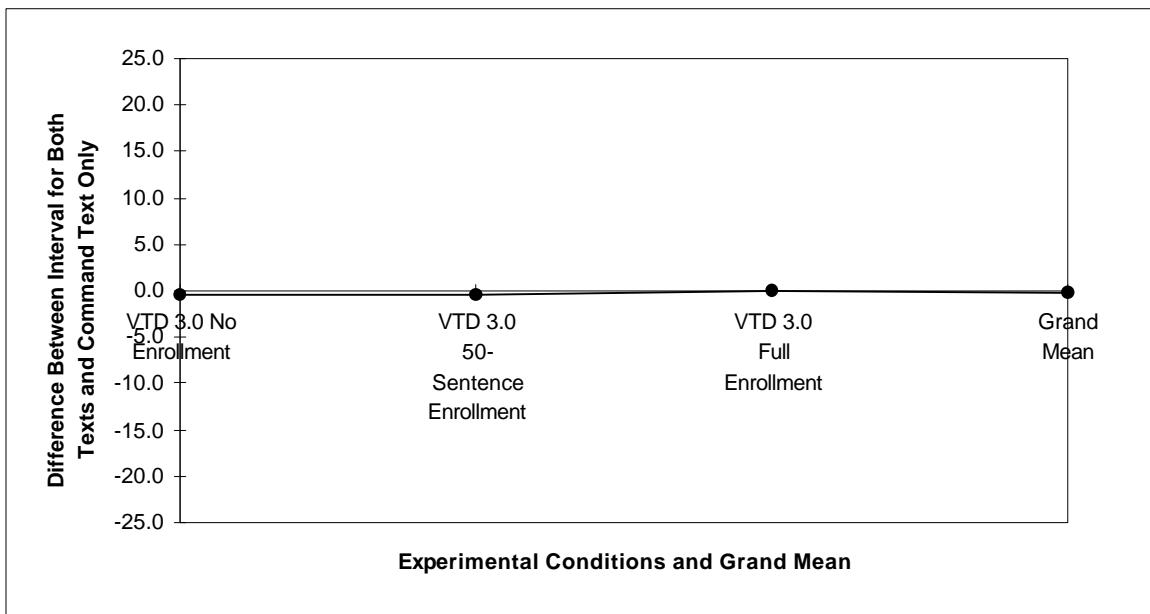 Difference Between Interval for Both
Texts and Command Text Only
25.0
20.0
15.0
10.0
5.0
0.0
-5.0
-10.0
-15.0
-20.0
-25.0
VTD 3.0 No
Enrollment
VTD 3.0
50-
Sentence
Enrollment
VTD 3.0
Full
Enrollment
Grand
Mean
Experimental Conditions and Grand Mean